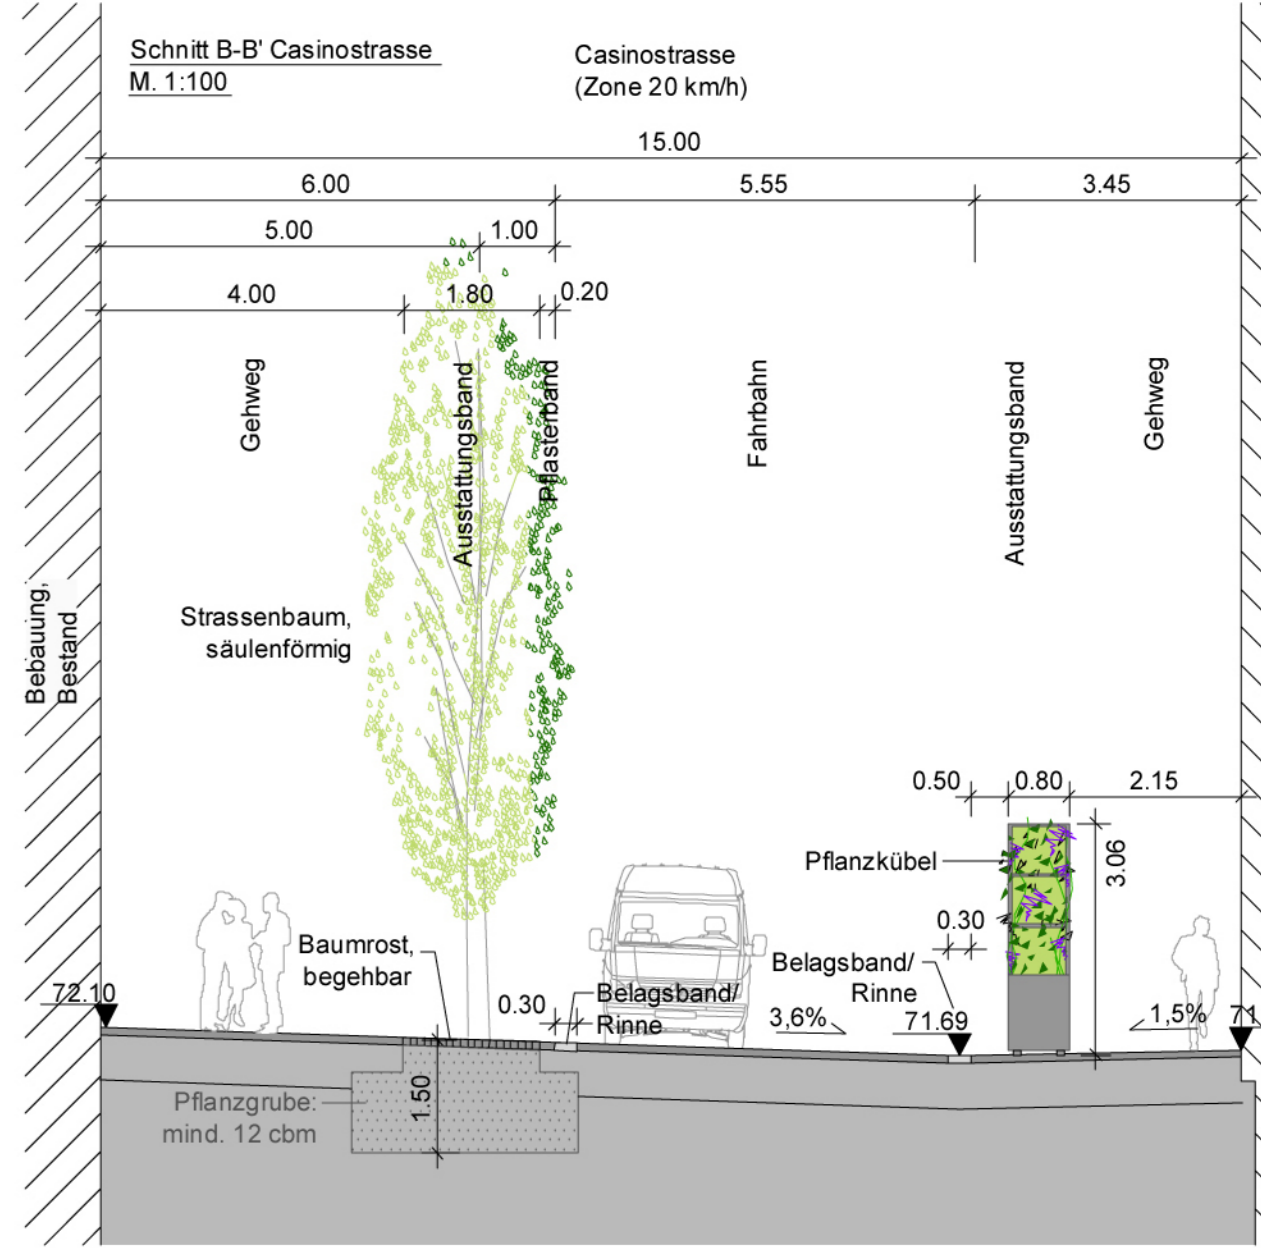 Schnitt B-B' Casinostrasse
M. 1:100
Casinostrasse
(Zone 20 km/h)
15.00
6.00
5.55
3.45
5.00
1.00
4.00
1.80
0.20
Gehweg
Ausstattungsband
Pflasterband
Fahrbahn
Ausstattungsband
Gehweg
Bebauung,
Bestand
Strassenbaum,
säulenförmig
0.50
0.80
2.15
Pflanzkübel
3.06
0.30
Baumrost,
begehbar
Belagsband/
Rinne
72.10
0.30
Belagsband/
Rinne
3,6%
71.69
1,5%
71
1.50
Pflanzgrube:
mind. 12 cbm